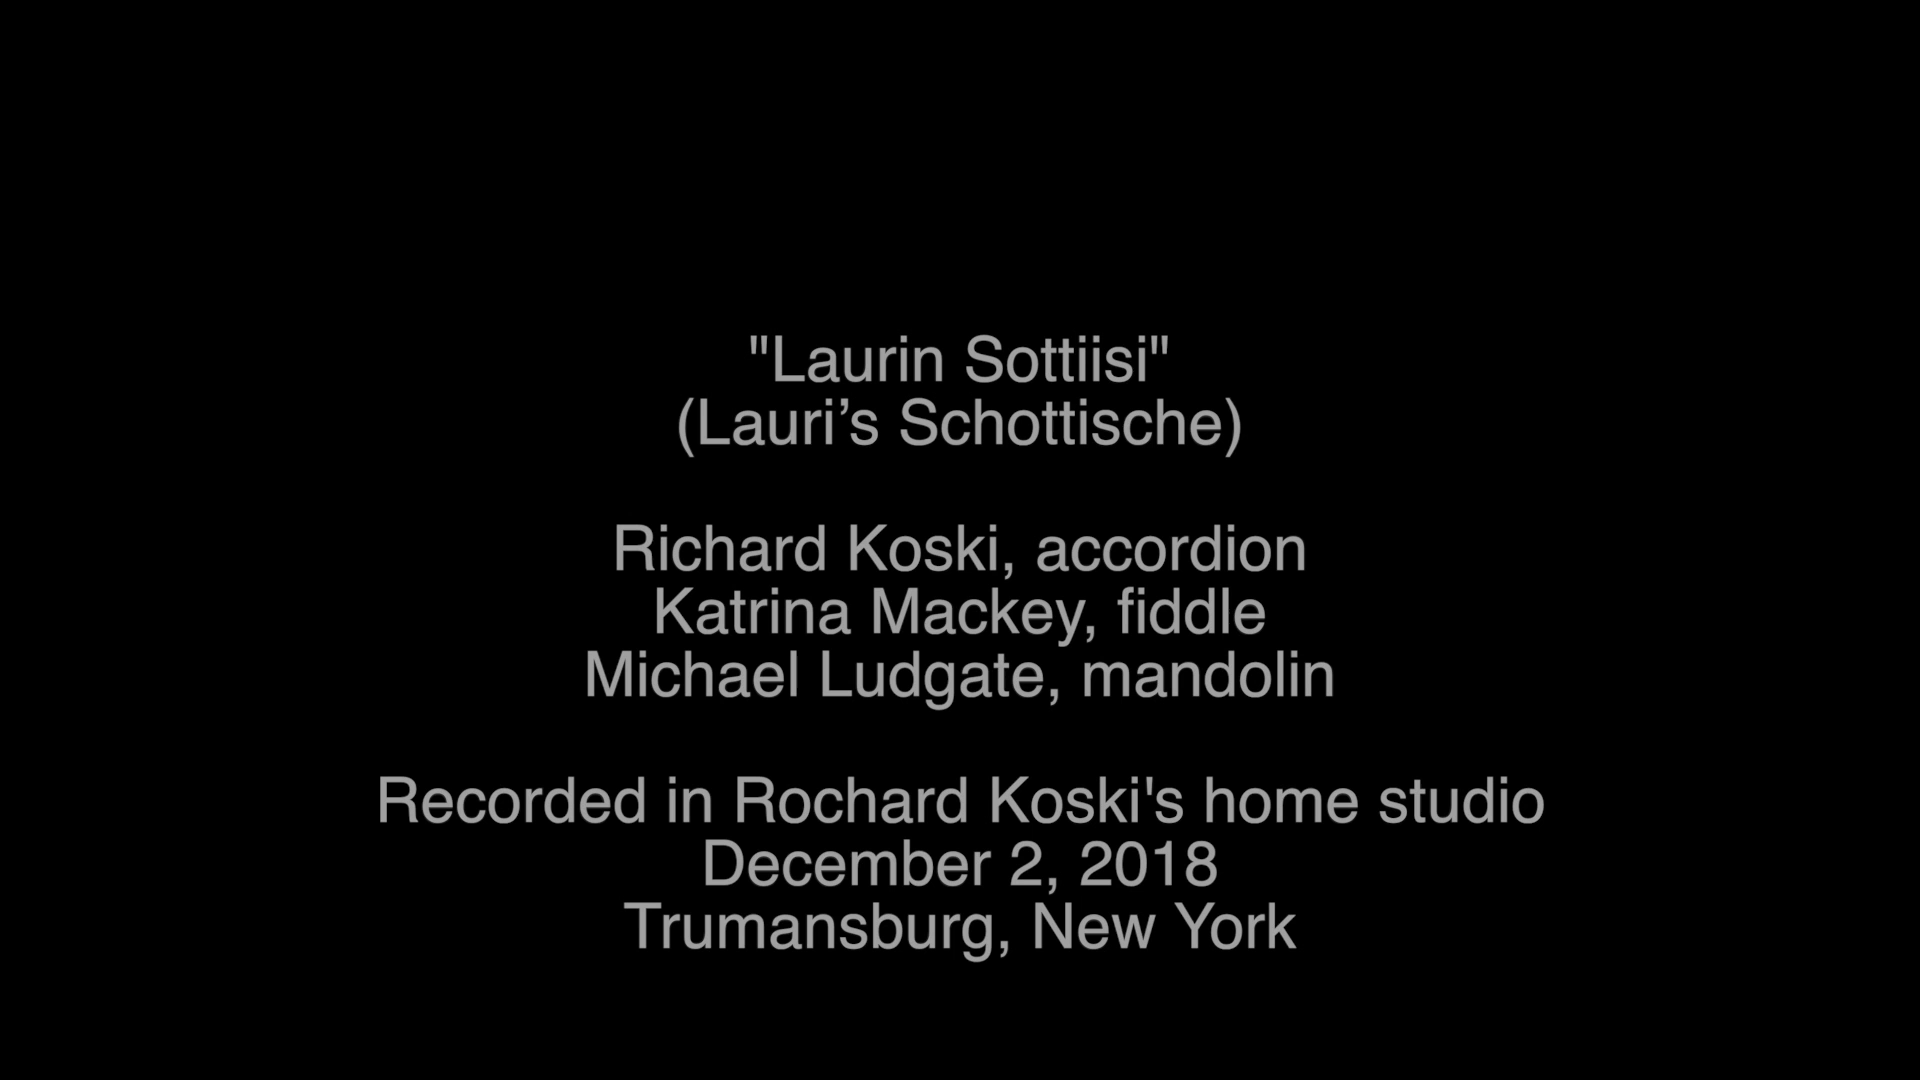 "Laurin Sottiisi"
(Lauri’s Schottische)
Richard Koski, accordion
Katrina Mackey, fiddle
Michael Ludgate, mandolin
Recorded in Rochard Koski's home studio
December 2, 2018
Trumansburg, New York